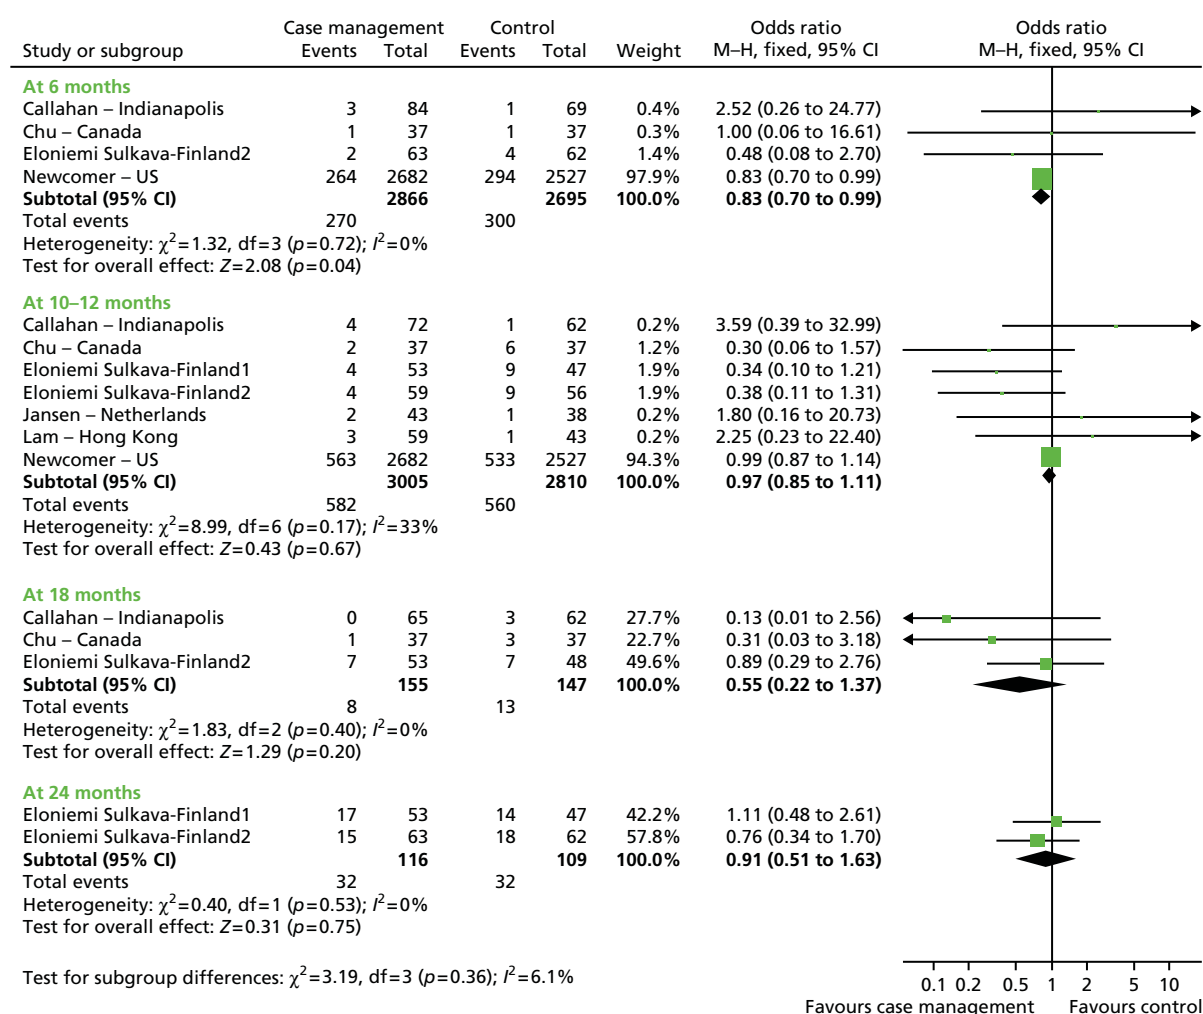 Case management Control Odds ratio Odds ratio
Study or subgroup Events Total Events Total Weight M–H, fixed, 95% CI M–H, fixed, 95% CI
At 6 months
Callahan – Indianapolis 3 84 1 69 0.4% 2.52 (0.26 to 24.77)
Chu – Canada 1 37 1 37 0.3% 1.00 (0.06 to 16.61)
Eloniemi Sulkava-Finland2 2 63 4 62 1.4% 0.48 (0.08 to 2.70)
Newcomer – US 264 2682 294 2527 97.9% 0.83 (0.70 to 0.99)
Subtotal (95% CI) 2866 2695 100.0% 0.83 (0.70 to 0.99)
Total events 270 300
Heterogeneity: χ²=1.32, df=3 (p=0.72); I²=0%
Test for overall effect: Z=2.08 (p=0.04)
At 10–12 months
Callahan – Indianapolis 4 72 1 62 0.2% 3.59 (0.39 to 32.99)
Chu – Canada 2 37 6 37 1.2% 0.30 (0.06 to 1.57)
Eloniemi Sulkava-Finland1 4 53 9 47 1.9% 0.34 (0.10 to 1.21)
Eloniemi Sulkava-Finland2 4 59 9 56 1.9% 0.38 (0.11 to 1.31)
Jansen – Netherlands 2 43 1 38 0.2% 1.80 (0.16 to 20.73)
Lam – Hong Kong 3 59 1 43 0.2% 2.25 (0.23 to 22.40)
Newcomer – US 563 2682 533 2527 94.3% 0.99 (0.87 to 1.14)
Subtotal (95% CI) 3005 2810 100.0% 0.97 (0.85 to 1.11)
Total events 582 560
Heterogeneity: χ²=8.99, df=6 (p=0.17); I²=33%
Test for overall effect: Z=0.43 (p=0.67)
At 18 months
Callahan – Indianapolis 0 65 3 62 27.7% 0.13 (0.01 to 2.56)
Chu – Canada 1 37 3 37 22.7% 0.31 (0.03 to 3.18)
Eloniemi Sulkava-Finland2 7 53 7 48 49.6% 0.89 (0.29 to 2.76)
Subtotal (95% CI) 155 147 100.0% 0.55 (0.22 to 1.37)
Total events 8 13
Heterogeneity: χ²=1.83, df=2 (p=0.40); I²=0%
Test for overall effect: Z=1.29 (p=0.20)
At 24 months
Eloniemi Sulkava-Finland1 17 53 14 47 42.2% 1.11 (0.48 to 2.61)
Eloniemi Sulkava-Finland2 15 63 18 62 57.8% 0.76 (0.34 to 1.70)
Subtotal (95% CI) 116 109 100.0% 0.91 (0.51 to 1.63)
Total events 32 32
Heterogeneity: χ²=0.40, df=1 (p=0.53); I²=0%
Test for overall effect: Z=0.31 (p=0.75)
Test for subgroup differences: χ²=3.19, df=3 (p=0.36); I²=6.1%
0.1 0.2 0.5 1 2 5 10
Favours case management Favours control